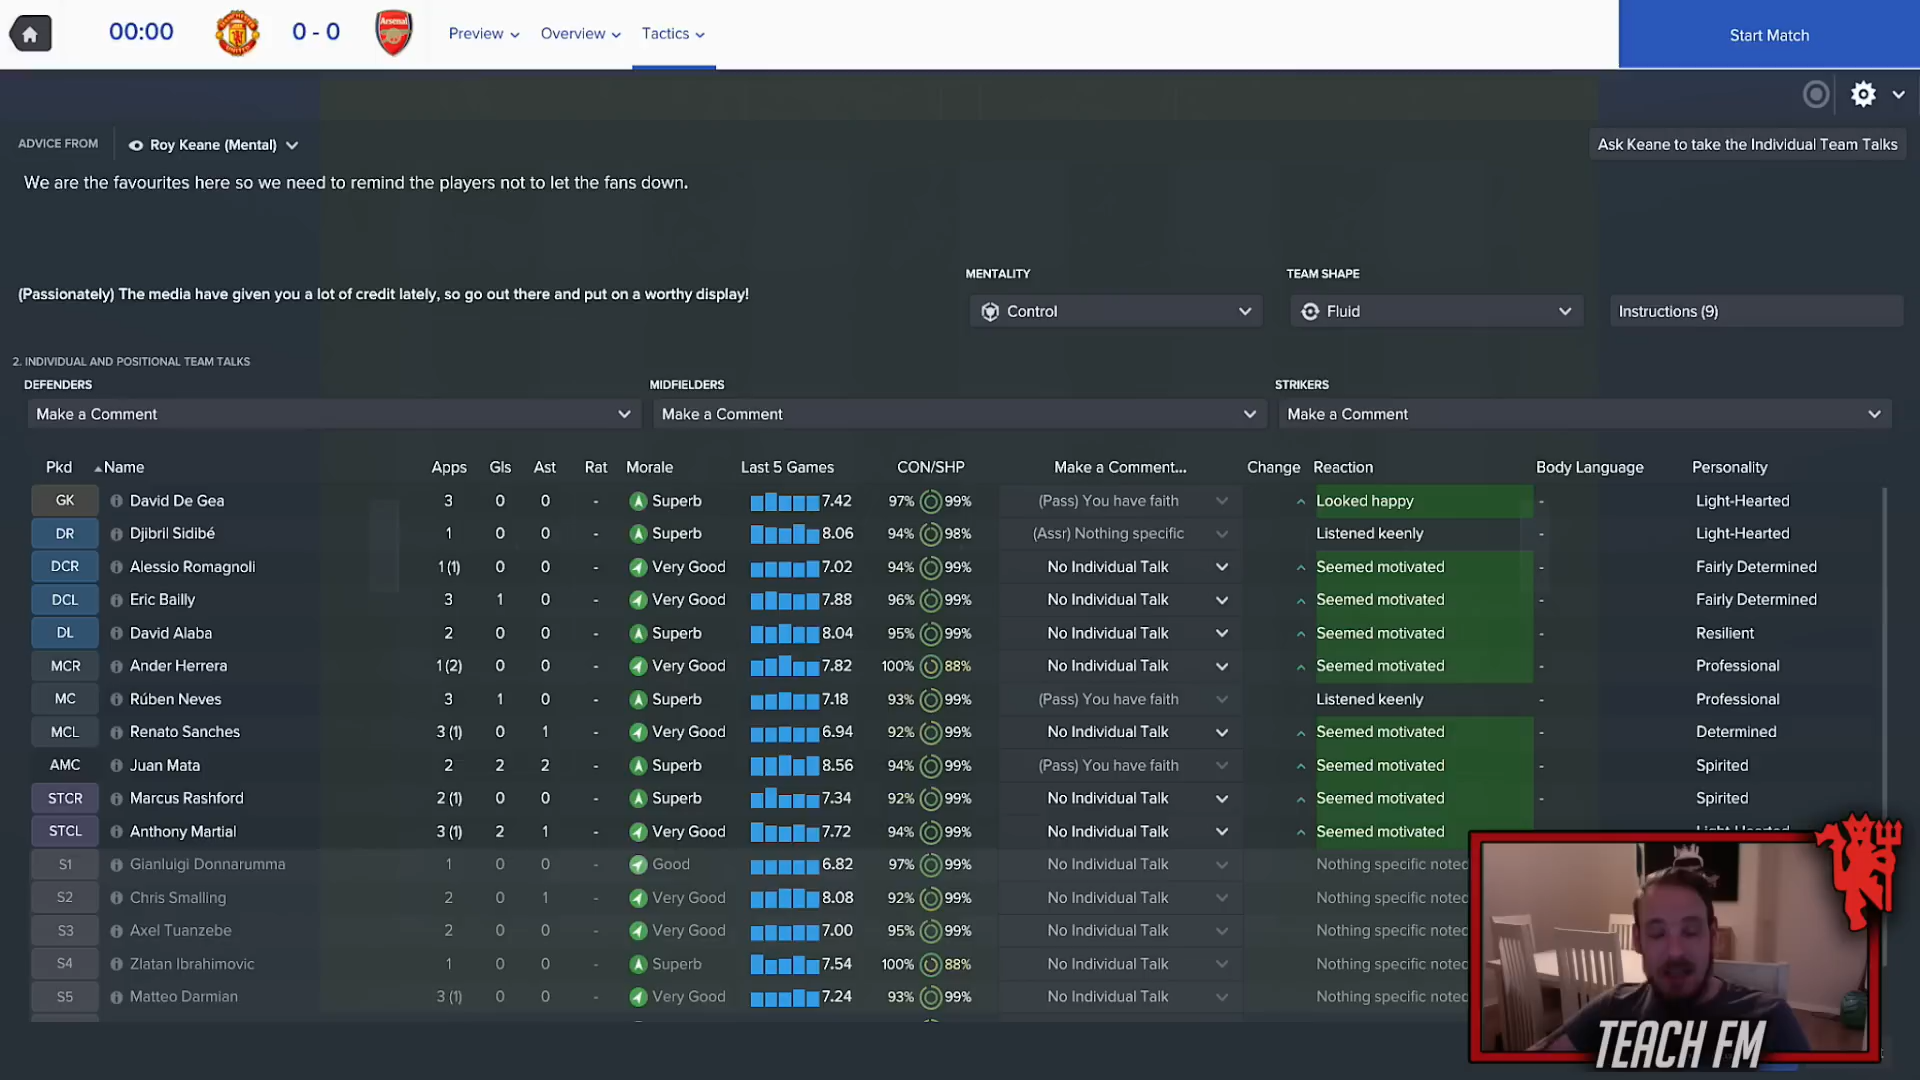 00:00 0 - 0 Preview Overview Tactics Start Match
MANCHESTER UNITED Arsenal
ADVICE FROM Roy Keane (Mental) Ask Keane to take the Individual Team Talks
We are the favourites here so we need to remind the players not to let the fans down.
MENTALITY TEAM SHAPE
(Passionately) The media have given you a lot of credit lately, so go out there and put on a worthy display!
Control Fluid Instructions (9)
2. INDIVIDUAL AND POSITIONAL TEAM TALKS
DEFENDERS MIDFIELDERS STRIKERS
Make a Comment Make a Comment Make a Comment
Pkd Name Apps Gls Ast Rat Morale Last 5 Games CON/SHP Make a Comment... Change Reaction Body Language Personality
GK David De Gea 3 0 0 - Superb 7.42 97% 99% (Pass) You have faith Looked happy - Light-Hearted
DR Djibril Sidibé 1 0 0 - Superb 8.06 94% 98% (Assr) Nothing specific Listened keenly - Light-Hearted
DCR Alessio Romagnoli 1 (1) 0 0 - Very Good 7.02 94% 99% No Individual Talk Seemed motivated - Fairly Determined
DCL Eric Bailly 3 1 0 - Very Good 7.88 96% 99% No Individual Talk Seemed motivated - Fairly Determined
DL David Alaba 2 0 0 - Superb 8.04 95% 99% No Individual Talk Seemed motivated - Resilient
MCR Ander Herrera 1 (2) 0 0 - Very Good 7.82 100% 88% No Individual Talk Seemed motivated - Professional
MC Rúben Neves 3 1 0 - Superb 7.18 93% 99% (Pass) You have faith Listened keenly - Professional
MCL Renato Sanches 3 (1) 0 1 - Very Good 6.94 92% 99% No Individual Talk Seemed motivated - Determined
AMC Juan Mata 2 2 2 - Superb 8.56 94% 99% (Pass) You have faith Seemed motivated - Spirited
STCR Marcus Rashford 2 (1) 0 0 - Superb 7.34 92% 99% No Individual Talk Seemed motivated - Spirited
STCL Anthony Martial 3 (1) 2 1 - Very Good 7.72 94% 99% No Individual Talk Seemed motivated - Light-Hearted
S1 Gianluigi Donnarumma 1 0 0 - Good 6.82 97% 99% No Individual Talk Nothing specific noted
S2 Chris Smalling 2 0 1 - Very Good 8.08 92% 99% No Individual Talk Nothing specific noted
S3 Axel Tuanzebe 2 0 0 - Very Good 7.00 95% 99% No Individual Talk Nothing specific noted
S4 Zlatan Ibrahimovic 1 0 0 - Superb 7.54 100% 88% No Individual Talk Nothing specific noted
S5 Matteo Darmian 3 (1) 0 0 - Very Good 7.24 93% 99% No Individual Talk Nothing specific noted
TEACH FM